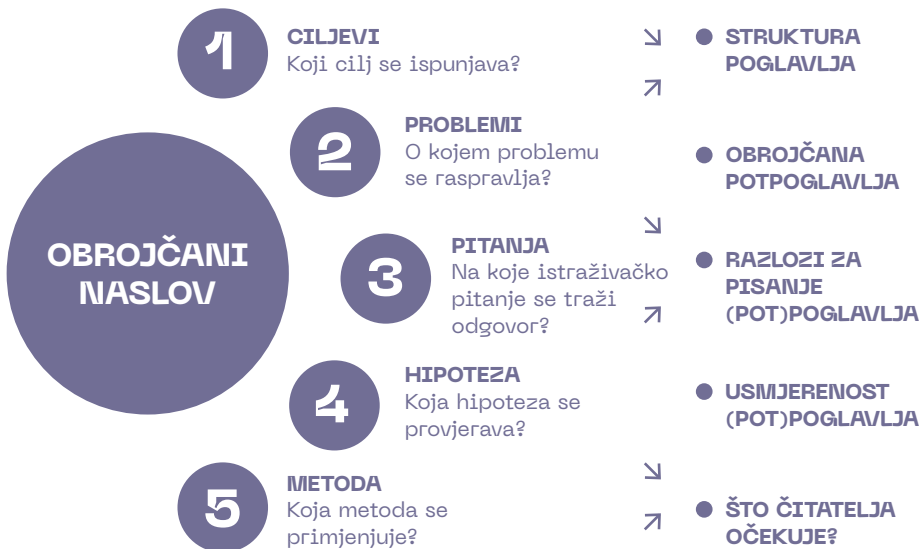 OBROJČANI
NASLOV
1
CILJEVI
Koji cilj se ispunjava?
2
PROBLEMI
O kojem problemu
se raspravlja?
3
PITANJA
Na koje istraživačko
pitanje se traži
odgovor?
4
HIPOTEZA
Koja hipoteza se
provjerava?
5
METODA
Koja metoda se
primjenjuje?
STRUKTURA
POGLAVLJA
OBROJČANA
POTPOGLAVLJA
RAZLOZI ZA
PISANJE
(POT)POGLAVLJA
USMJERENOST
(POT)POGLAVLJA
ŠTO ČITATELJA
OČEKUJE?